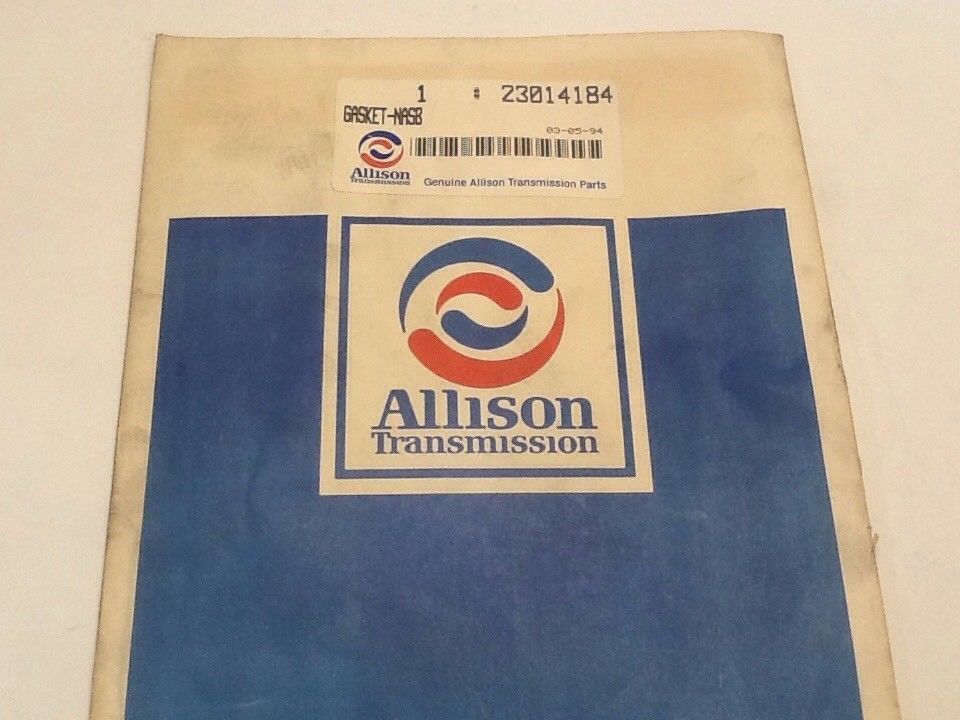 1 # 23014184
GASKET-NASB
03-05-94
Allison
Transmission
Genuine Allison Transmission Parts
Allison
Transmission